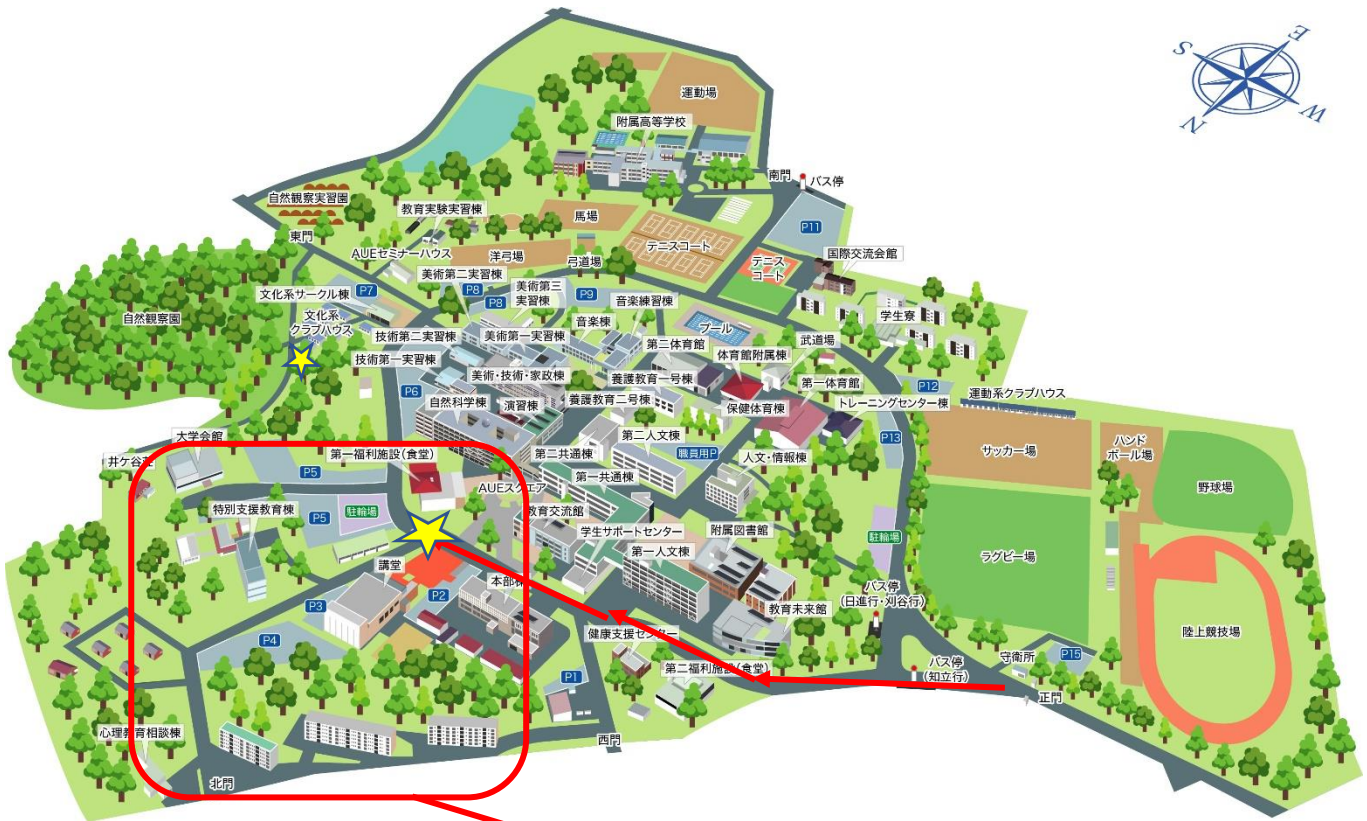 E
S
W
N
運動場
附属高等学校
南門
バス停
自然観察実習園
教育実験実習棟
馬場
P11
東門
テニスコート
国際交流会館
AUEセミナーハウス
洋弓場
弓道場
テニス
コート
美術第二実習棟
文化系サークル棟
P7
P8
P8
美術第三
実習棟
P9
音楽練習棟
学生寮
自然観察園
文化系
クラブハウス
技術第二実習棟
美術第一実習棟
音楽棟
プール
第二体育館
体育館附属棟
武道場
技術第一実習棟
美術・技術・家政棟
養護教育一号棟
第一体育館
P12
運動系クラブハウス
P6
自然科学棟
演習棟
養護教育二号棟
保健体育棟
トレーニングセンター棟
大学会館
第二人文棟
P13
サッカー場
ハンド
ボール場
井ケ谷荘
第一福利施設(食堂)
第二共通棟
職員用P
人文・情報棟
P5
AUEスクエア
第一共通棟
野球場
特別支援教育棟
P5
駐輪場
教育交流館
学生サポートセンター
附属図書館
駐輪場
ラグビー場
講堂
第一人文棟
本部棟
バス停
(日進行・刈谷行)
P3
P2
教育未来館
陸上競技場
P4
健康支援センター
第二福利施設(食堂)
バス停
(知立行)
守衛所
P15
P1
正門
心理教育相談棟
西門
北門